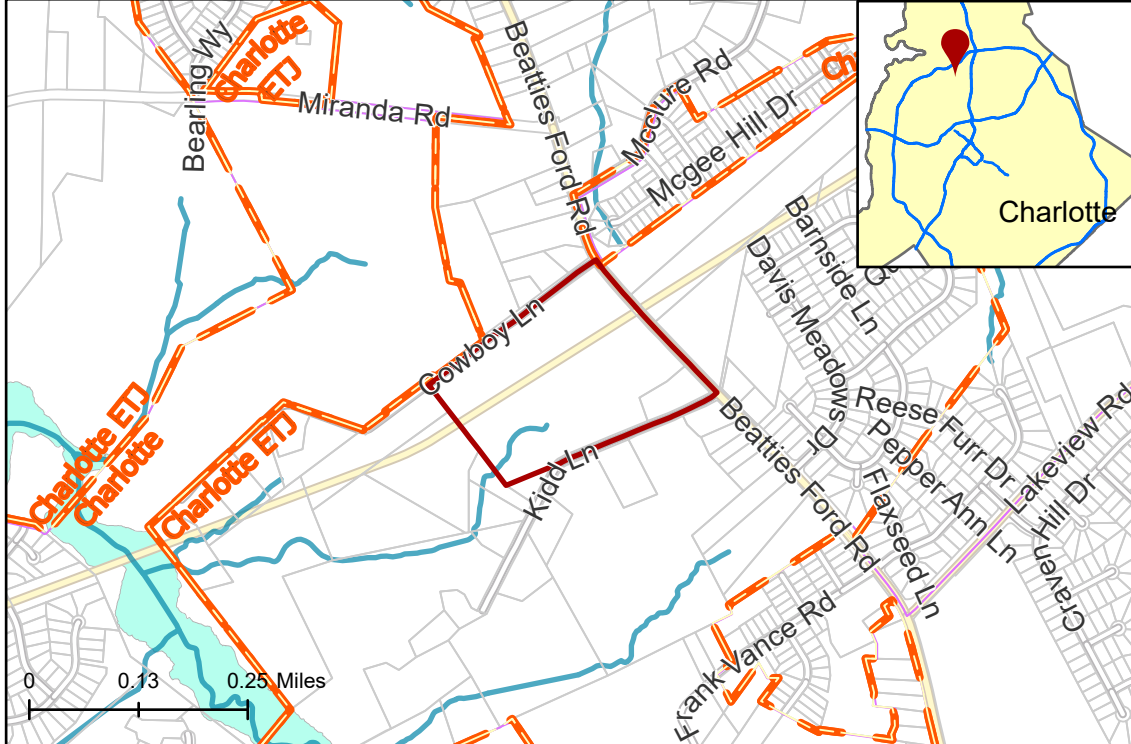 Bearling Wy
Charlotte
ETJ
Miranda Rd
Beatties Ford Rd
Mcclure Rd
Mcgee Hill Dr
Charlotte
Barnside Ln
Davis Meadows Dr
Cowboy Ln
Reese Furr Dr
Pepper Ann Ln
Lakeview Rd
Craven Hill Dr
Flaxseed Ln
Beatties Ford Rd
Kidd Ln
Charlotte ETJ
Charlotte
Charlotte ETJ
Frank Vance Rd
0 0.13 0.25 Miles